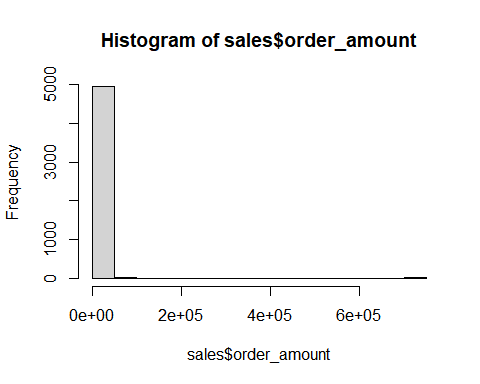 Histogram of sales$order_amount
Frequency
5000
3000
1000
0
0e+00 2e+05 4e+05 6e+05
sales$order_amount